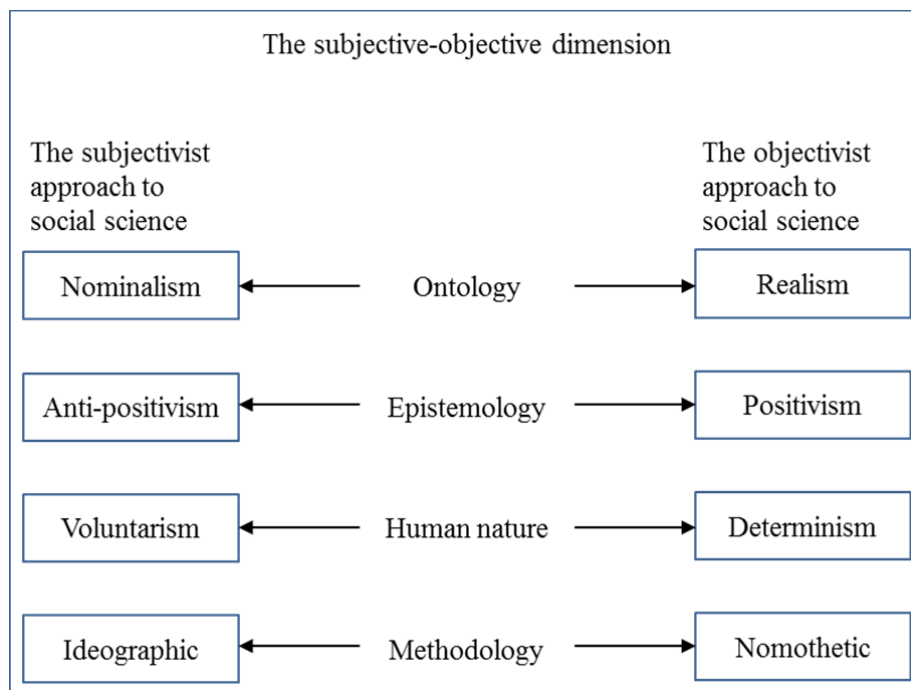 The subjective-objective dimension
The subjectivist
approach to
social science
The objectivist
approach to
social science
Nominalism
Ontology
Realism
Anti-positivism
Epistemology
Positivism
Voluntarism
Human nature
Determinism
Ideographic
Methodology
Nomothetic